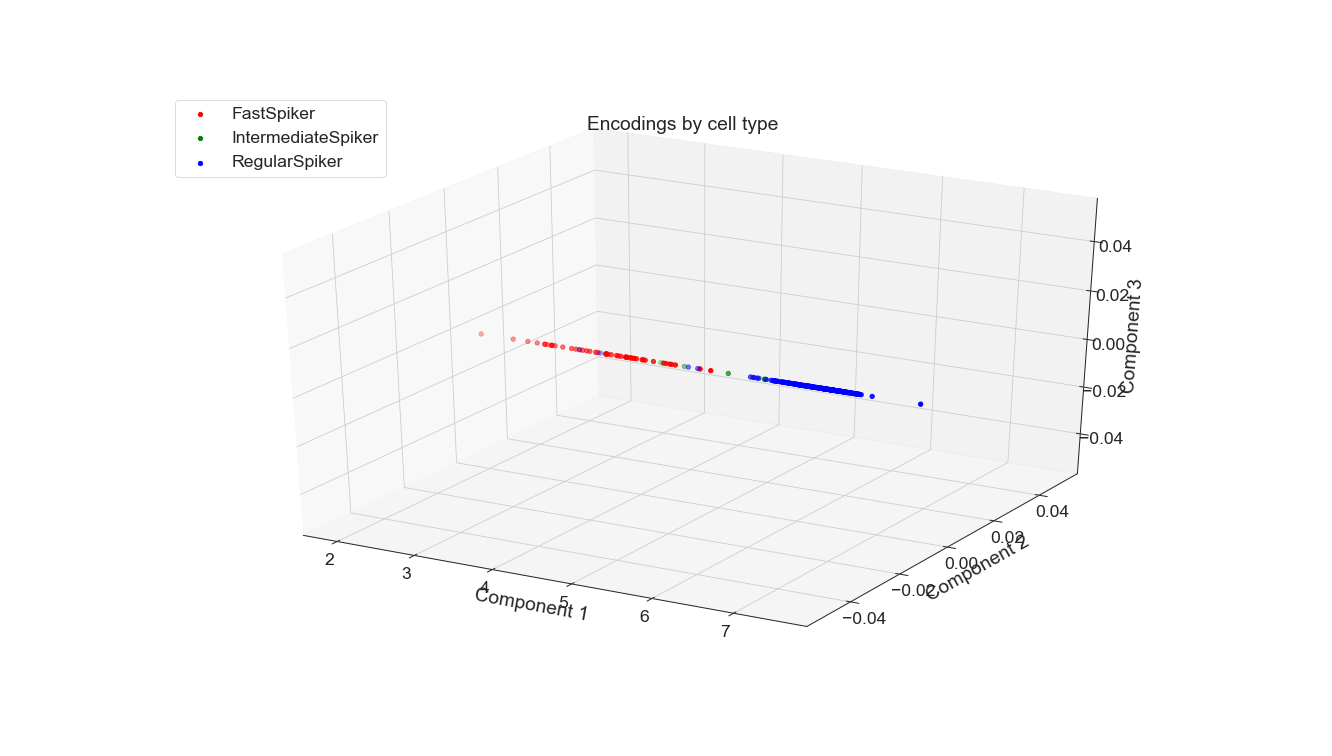 FastSpiker
IntermediateSpiker
RegularSpiker
Encodings by cell type
0.04
0.02
0.00
−0.02
−0.04
Component 3
2
3
4
5
6
7
Component 1
−0.04
−0.02
0.00
0.02
0.04
Component 2